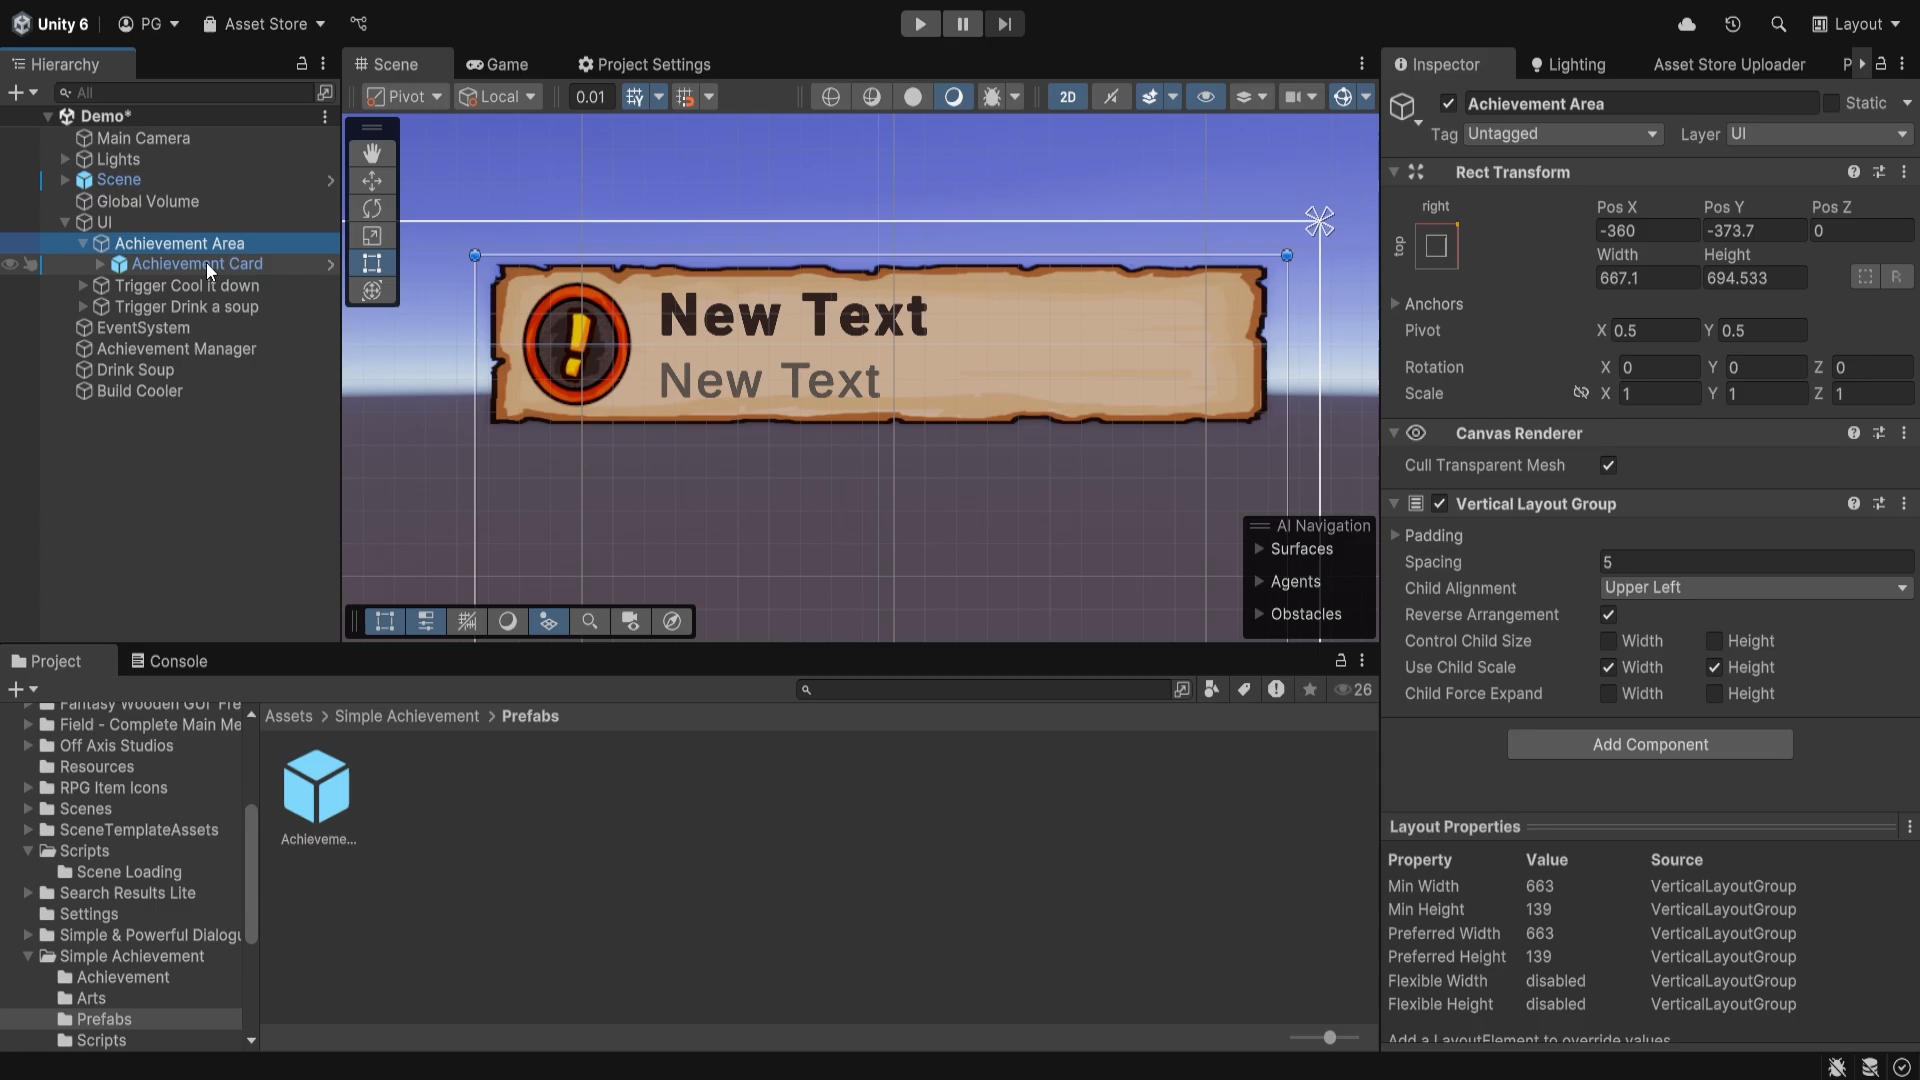 Unity 6
PG
Asset Store
Layout
Hierarchy
Scene
Game
Project Settings
Inspector
Lighting
Asset Store Uploader
P
All
Pivot
Local
0.01
2D
Demo*
Main Camera
Lights
Scene
Global Volume
UI
Achievement Area
Achievement Card
Trigger Cool it down
Trigger Drink a soup
EventSystem
Achievement Manager
Drink Soup
Build Cooler
New Text
New Text
AI Navigation
Surfaces
Agents
Obstacles
Achievement Area
Static
Tag Untagged
Layer UI
Rect Transform
right
top
Pos X Pos Y Pos Z
-360 -373.7 0
Width Height
667.1 694.533
R
Anchors
Pivot X 0.5 Y 0.5
Rotation X 0 Y 0 Z 0
Scale X 1 Y 1 Z 1
Canvas Renderer
Cull Transparent Mesh
Vertical Layout Group
Padding
Spacing 5
Child Alignment Upper Left
Reverse Arrangement
Control Child Size Width Height
Use Child Scale Width Height
Child Force Expand Width Height
Add Component
Layout Properties
Property Value Source
Min Width 663 VerticalLayoutGroup
Min Height 139 VerticalLayoutGroup
Preferred Width 663 VerticalLayoutGroup
Preferred Height 139 VerticalLayoutGroup
Flexible Width disabled VerticalLayoutGroup
Flexible Height disabled VerticalLayoutGroup
Add a LayoutElement to override values
Project
Console
26
Fantasy Wooden GUI Fre
Field - Complete Main Me
Off Axis Studios
Resources
RPG Item Icons
Scenes
SceneTemplateAssets
Scripts
Scene Loading
Search Results Lite
Settings
Simple & Powerful Dialogu
Simple Achievement
Achievement
Arts
Prefabs
Scripts
Assets > Simple Achievement > Prefabs
Achieveme...